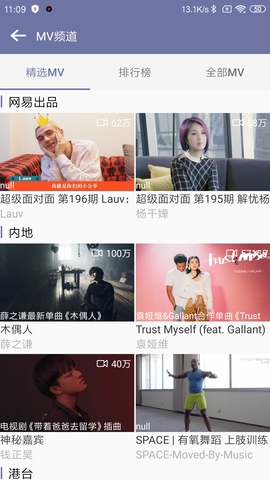 11:09
13.1K/s
MV频道
精选MV
排行榜
全部MV
网易出品
62万
Lauv
我就是你们的小公举
null
超级面对面 第196期 Lauv:
Lauv
58万
null
超级面对面 第195期 解忧杨
杨千嬅
内地
100万
薛之谦最新单曲《木偶人》
木偶人
薛之谦
TRUST
袁娅维&Gallant合作单曲《Trust
Trust Myself (feat. Gallant)
袁娅维
40万
电视剧《带着爸爸去留学》插曲
神秘嘉宾
钱正昊
null
SPACE | 有氧舞蹈 上肢训练
SPACE-Moved-By-Music
港台